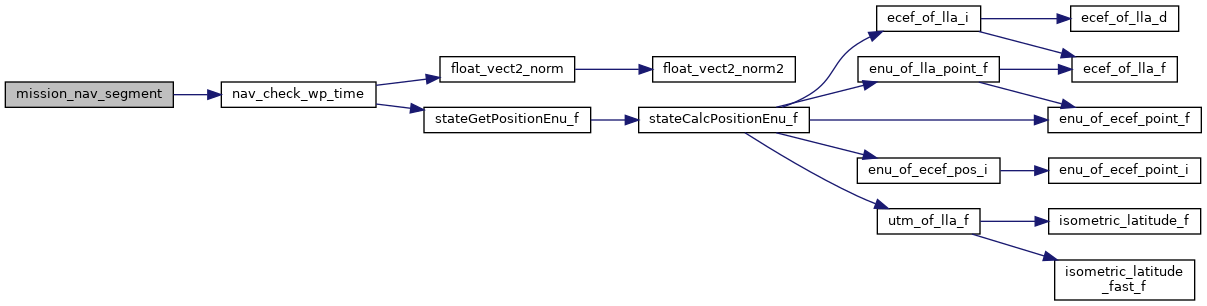 mission_nav_segment
nav_check_wp_time
float_vect2_norm
float_vect2_norm2
stateGetPositionEnu_f
stateCalcPositionEnu_f
ecef_of_lla_i
ecef_of_lla_d
ecef_of_lla_f
enu_of_lla_point_f
enu_of_ecef_point_f
enu_of_ecef_pos_i
enu_of_ecef_point_i
utm_of_lla_f
isometric_latitude_f
isometric_latitude
_fast_f